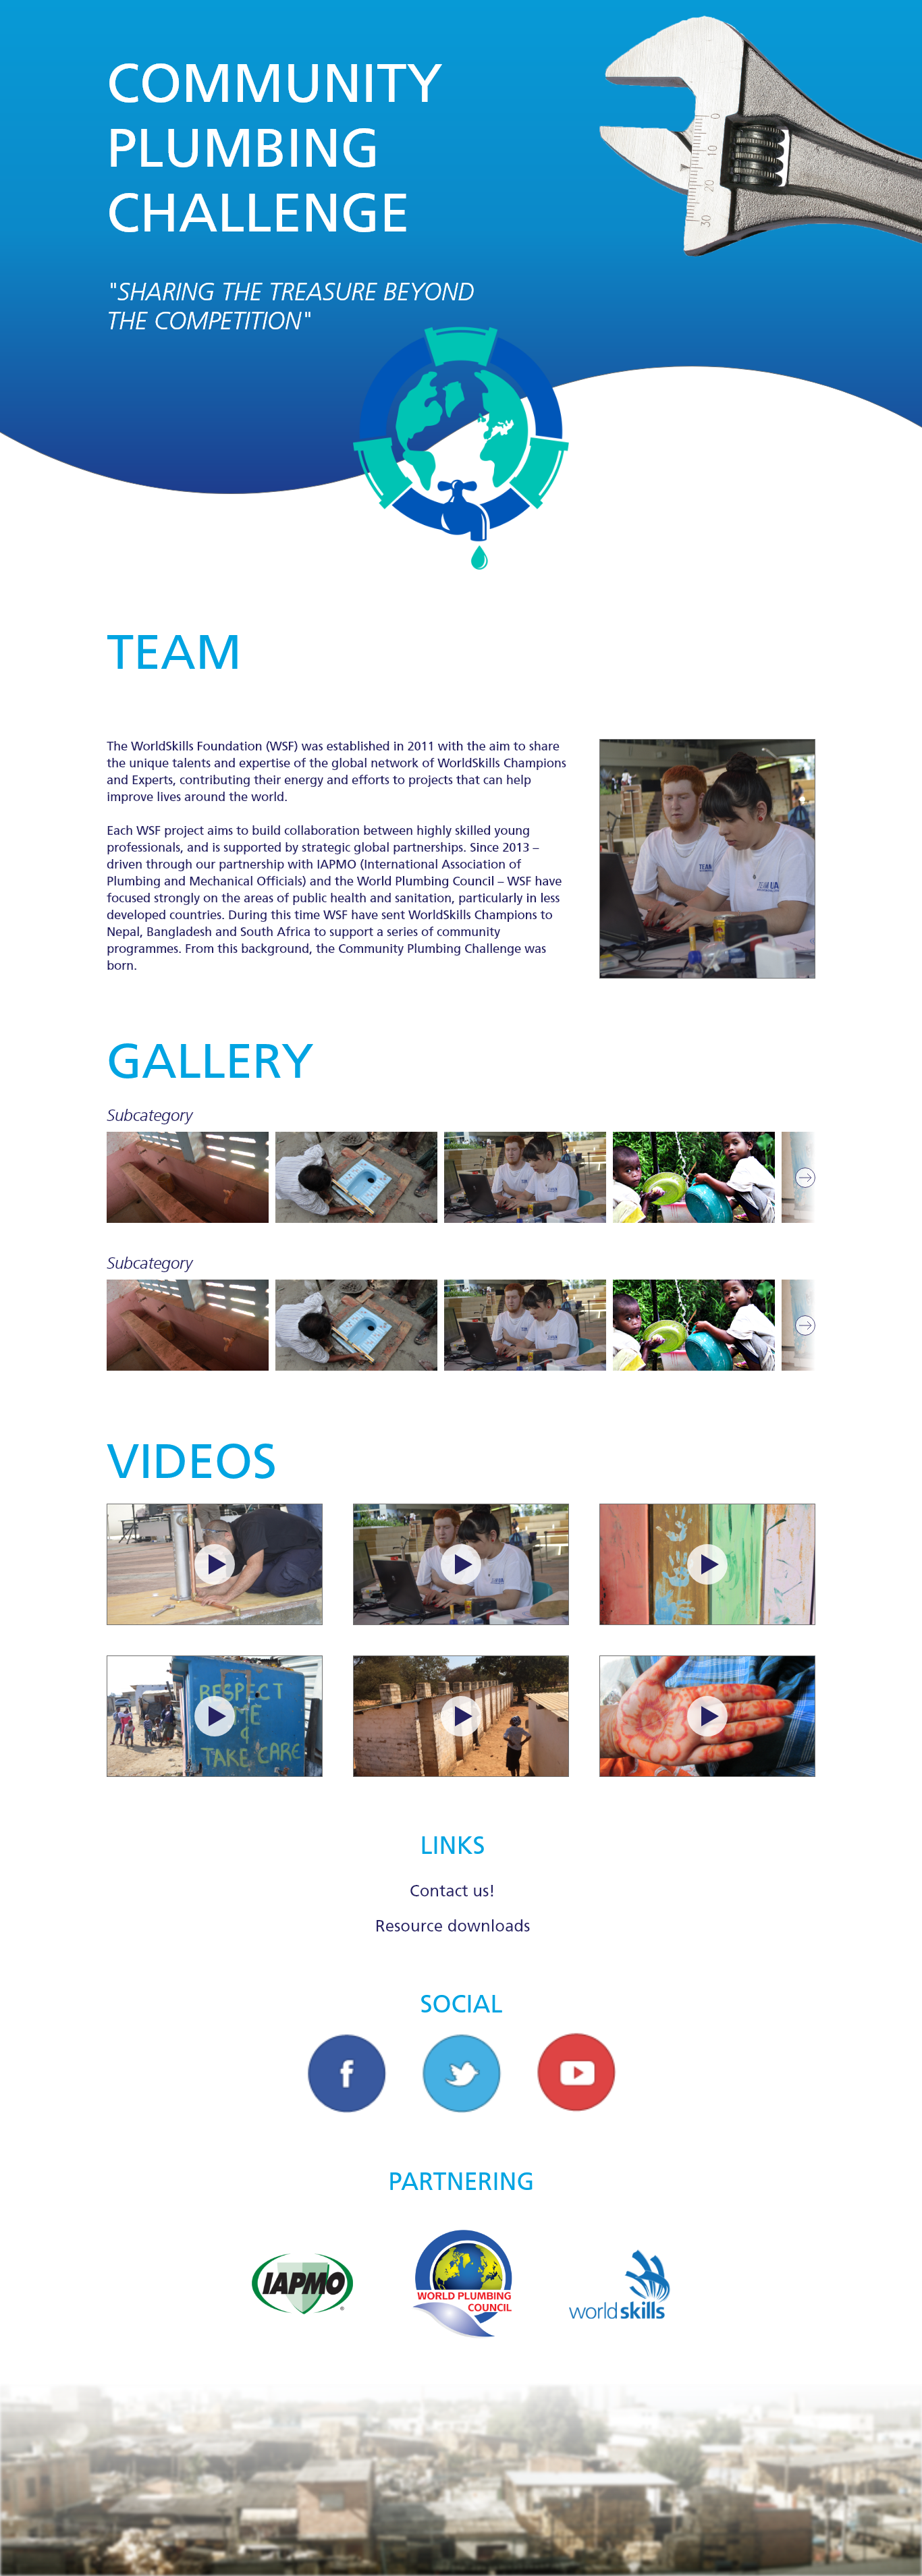 COMMUNITY
PLUMBING
CHALLENGE
"SHARING THE TREASURE BEYOND
THE COMPETITION"
0
10
20
30
TEAM
The WorldSkills Foundation (WSF) was established in 2011 with the aim to share
the unique talents and expertise of the global network of WorldSkills Champions
and Experts, contributing their energy and efforts to projects that can help
improve lives around the world.
Each WSF project aims to build collaboration between highly skilled young
professionals, and is supported by strategic global partnerships. Since 2013 –
driven through our partnership with IAPMO (International Association of
Plumbing and Mechanical Officials) and the World Plumbing Council – WSF have
focused strongly on the areas of public health and sanitation, particularly in less
developed countries. During this time WSF have sent WorldSkills Champions to
Nepal, Bangladesh and South Africa to support a series of community
programmes. From this background, the Community Plumbing Challenge was
born.
TEAM
GALLERY
Subcategory
Subcategory
VIDEOS
RESPECT
ME
&
TAKE CARE
LINKS
Contact us!
Resource downloads
SOCIAL
f
PARTNERING
IAPMO
®
WORLD PLUMBING
COUNCIL
worldskills